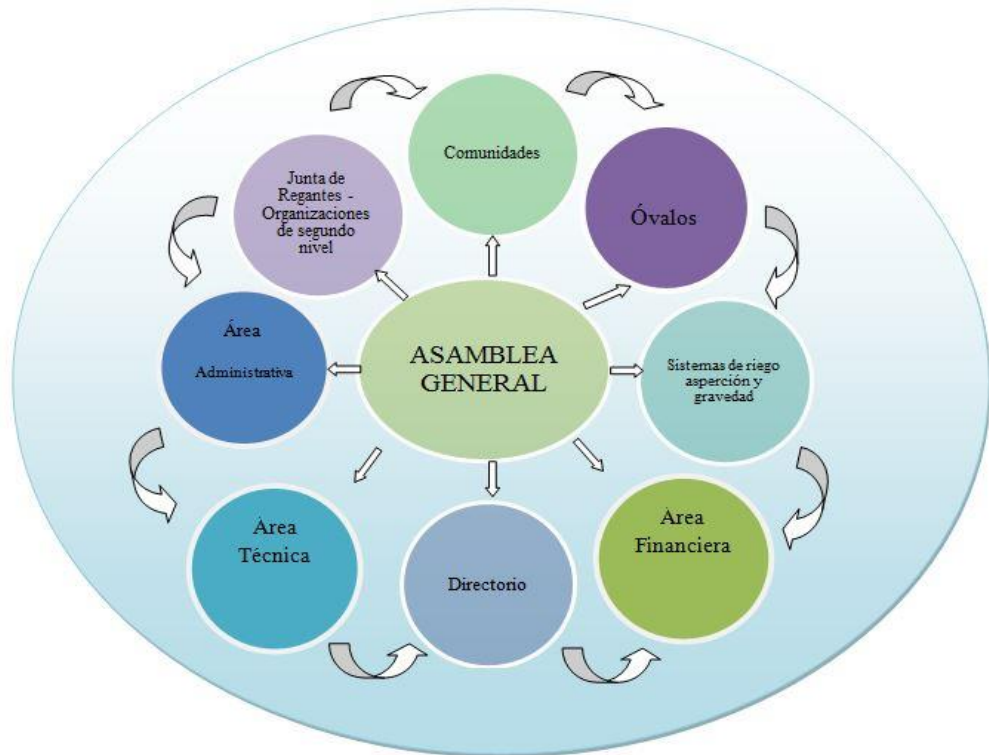 Comunidades
Junta de
Regantes -
Organizaciones
de segundo
nivel
Óvalos
Área
Administrativa
ASAMBLEA
GENERAL
Sistemas de riego
asperción y
gravedad
Área
Técnica
Directorio
Área
Financiera